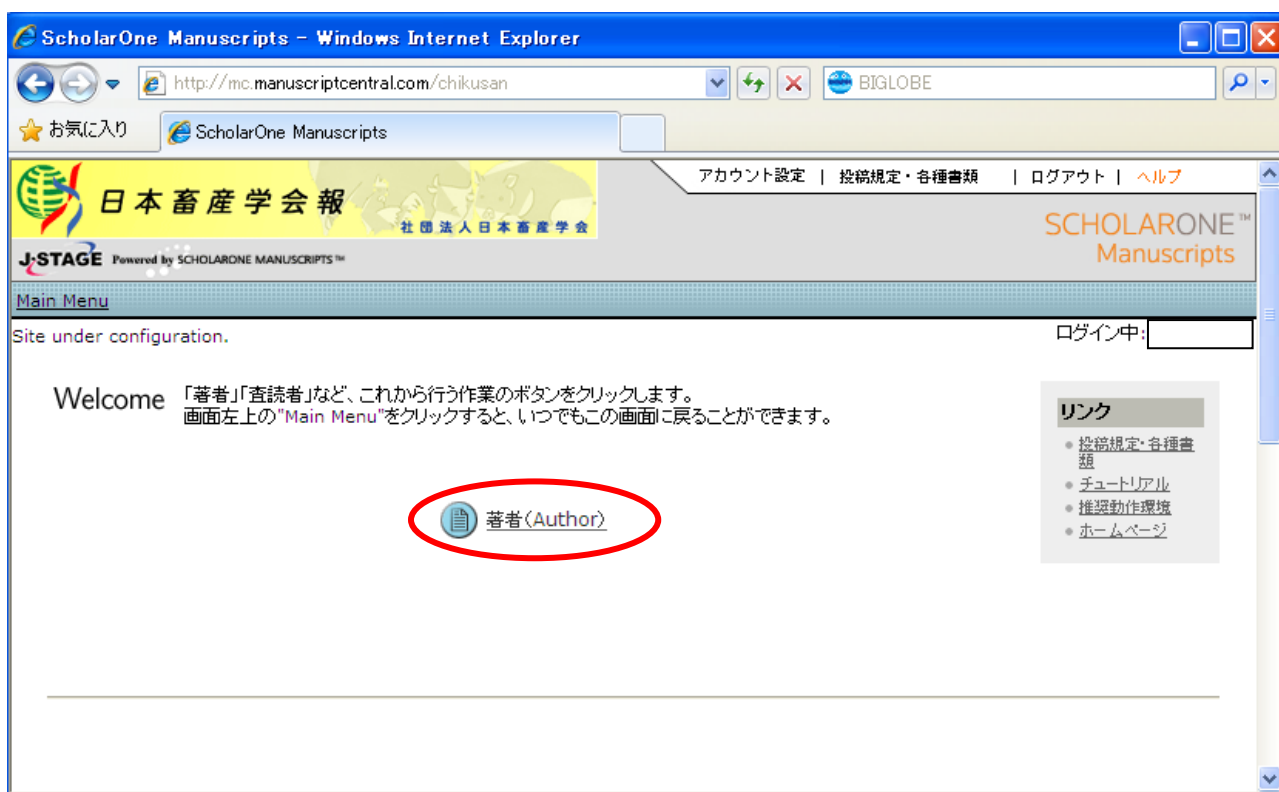 ScholarOne Manuscripts - Windows Internet Explorer
http://mc.manuscriptcentral.com/chikusan
BIGLOBE
お気に入り
ScholarOne Manuscripts
アカウント設定 | 投稿規定・各種書類 | ログアウト | ヘルプ
日本畜産学会報
社団法人日本畜産学会
SCHOLARONE™
Manuscripts
J-STAGE Powered by SCHOLARONE MANUSCRIPTS™
Main Menu
Site under configuration.
ログイン中:
Welcome
「著者」「査読者」など、これから行う作業のボタンをクリックします。
画面左上の"Main Menu"をクリックすると、いつでもこの画面に戻ることができます。
リンク
投稿規定・各種書
類
チュートリアル
推奨動作環境
ホームページ
著者(Author)